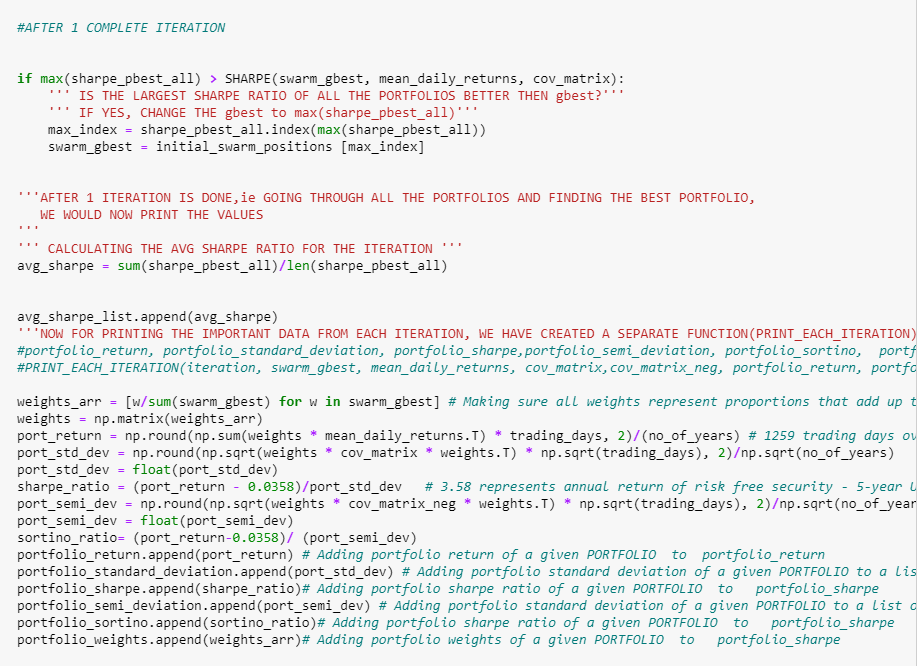 #AFTER 1 COMPLETE ITERATION
if max(sharpe_pbest_all) > SHARPE(swarm_gbest, mean_daily_returns, cov_matrix):
''' IS THE LARGEST SHARPE RATIO OF ALL THE PORTFOLIOS BETTER THEN gbest?'''
''' IF YES, CHANGE THE gbest to max(sharpe_pbest_all)'''
max_index = sharpe_pbest_all.index(max(sharpe_pbest_all))
swarm_gbest = initial_swarm_positions [max_index]
'''AFTER 1 ITERATION IS DONE,ie GOING THROUGH ALL THE PORTFOLIOS AND FINDING THE BEST PORTFOLIO,
WE WOULD NOW PRINT THE VALUES
'''
''' CALCULATING THE AVG SHARPE RATIO FOR THE ITERATION '''
avg_sharpe = sum(sharpe_pbest_all)/len(sharpe_pbest_all)
avg_sharpe_list.append(avg_sharpe)
'''NOW FOR PRINTING THE IMPORTANT DATA FROM EACH ITERATION, WE HAVE CREATED A SEPARATE FUNCTION(PRINT_EACH_ITERATION)
#portfolio_return, portfolio_standard_deviation, portfolio_sharpe,portfolio_semi_deviation, portfolio_sortino,  portf
#PRINT_EACH_ITERATION(iteration, swarm_gbest, mean_daily_returns, cov_matrix,cov_matrix_neg, portfolio_return, portfo
weights_arr = [w/sum(swarm_gbest) for w in swarm_gbest] # Making sure all weights represent proportions that add up t
weights = np.matrix(weights_arr)
port_return = np.round(np.sum(weights * mean_daily_returns.T) * trading_days, 2)/(no_of_years) # 1259 trading days ov
port_std_dev = np.round(np.sqrt(weights * cov_matrix * weights.T) * np.sqrt(trading_days), 2)/np.sqrt(no_of_years)
port_std_dev = float(port_std_dev)
sharpe_ratio = (port_return - 0.0358)/port_std_dev   # 3.58 represents annual return of risk free security - 5-year U
port_semi_dev = np.round(np.sqrt(weights * cov_matrix_neg * weights.T) * np.sqrt(trading_days), 2)/np.sqrt(no_of_year
port_semi_dev = float(port_semi_dev)
sortino_ratio= (port_return-0.0358)/ (port_semi_dev)
portfolio_return.append(port_return) # Adding portfolio return of a given PORTFOLIO  to  portfolio_return
portfolio_standard_deviation.append(port_std_dev) # Adding portfolio standard deviation of a given PORTFOLIO to a lis
portfolio_sharpe.append(sharpe_ratio)# Adding portfolio sharpe ratio of a given PORTFOLIO  to   portfolio_sharpe
portfolio_semi_deviation.append(port_semi_dev) # Adding portfolio standard deviation of a given PORTFOLIO to a list o
portfolio_sortino.append(sortino_ratio)# Adding portfolio sharpe ratio of a given PORTFOLIO  to   portfolio_sharpe
portfolio_weights.append(weights_arr)# Adding portfolio weights of a given PORTFOLIO  to   portfolio_sharpe